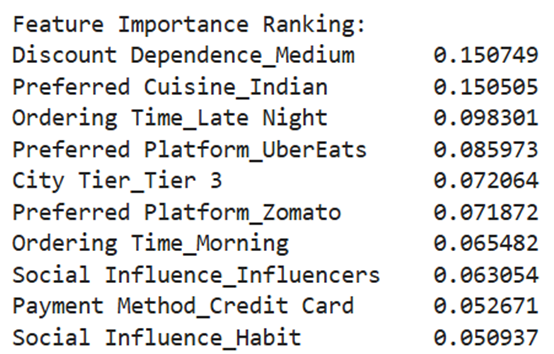 Feature Importance Ranking:
Discount Dependence_Medium 0.150749
Preferred Cuisine_Indian 0.150505
Ordering Time_Late Night 0.098301
Preferred Platform_UberEats 0.085973
City Tier_Tier 3 0.072064
Preferred Platform_Zomato 0.071872
Ordering Time_Morning 0.065482
Social Influence_Influencers 0.063054
Payment Method_Credit Card 0.052671
Social Influence_Habit 0.050937